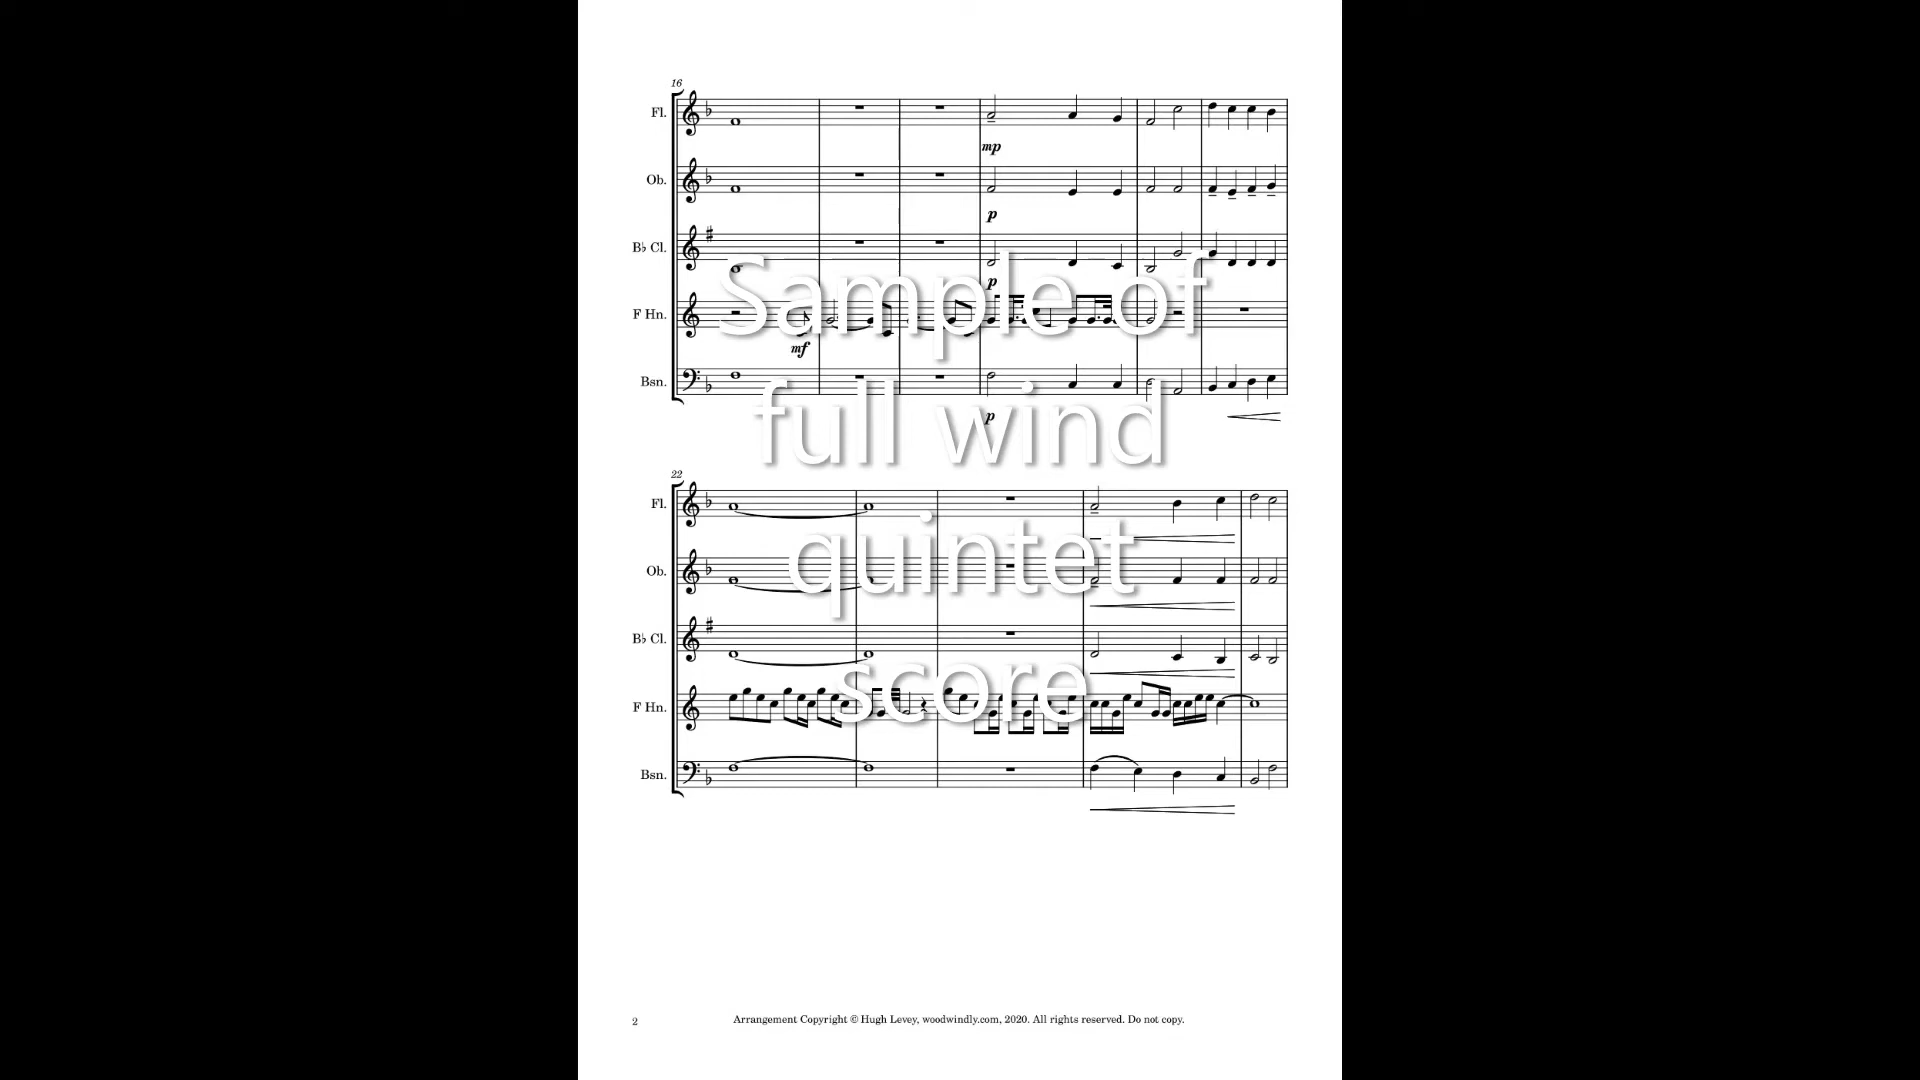 16
Fl.
mp
Ob.
p
B♭ Cl.
p
F Hn.
mf
Bsn.
p
Sample of
full wind
quintet
score
22
Fl.
Ob.
B♭ Cl.
F Hn.
Bsn.
2
Arrangement Copyright © Hugh Levey, woodwindly.com, 2020. All rights reserved. Do not copy.